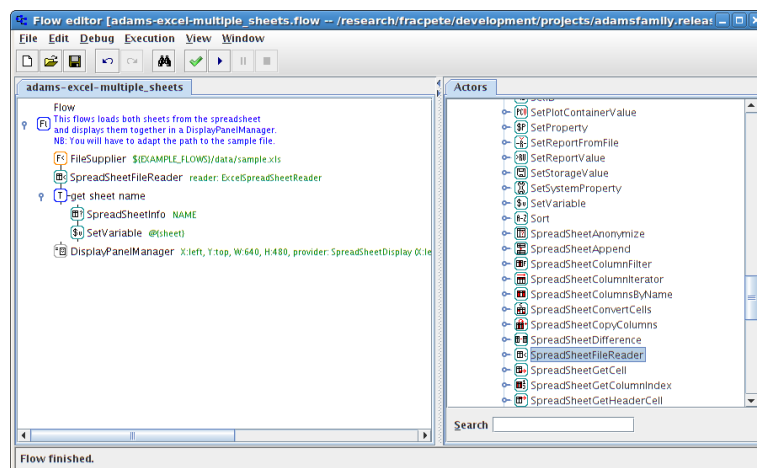 Flow editor [adams-excel-multiple_sheets.flow -- /research/fracpete/development/projects/adamsfamily.releas
File Edit Debug Execution View Window
adams-excel-multiple_sheets
Flow
This flows loads both sheets from the spreadsheet
and displays them together in a DisplayPanelManager.
NB: You will have to adapt the path to the sample file.
FileSupplier $(EXAMPLE_FLOWS)/data/sample.xls
SpreadSheetFileReader reader: ExcelSpreadSheetReader
get sheet name
SpreadSheetInfo NAME
SetVariable @{sheet}
DisplayPanelManager X:left, Y:top, W:640, H:480, provider: SpreadSheetDisplay (X:le
Actors
SetPlotContainerValue
SetProperty
SetReportFromFile
SetReportValue
SetStorageValue
SetSystemProperty
SetVariable
Sort
SpreadSheetAnonymize
SpreadSheetAppend
SpreadSheetColumnFilter
SpreadSheetColumnIterator
SpreadSheetColumnsByName
SpreadSheetConvertCells
SpreadSheetCopyColumns
SpreadSheetDifference
SpreadSheetFileReader
SpreadSheetGetCell
SpreadSheetGetColumnIndex
SpreadSheetGetHeaderCell
Search
Flow finished.